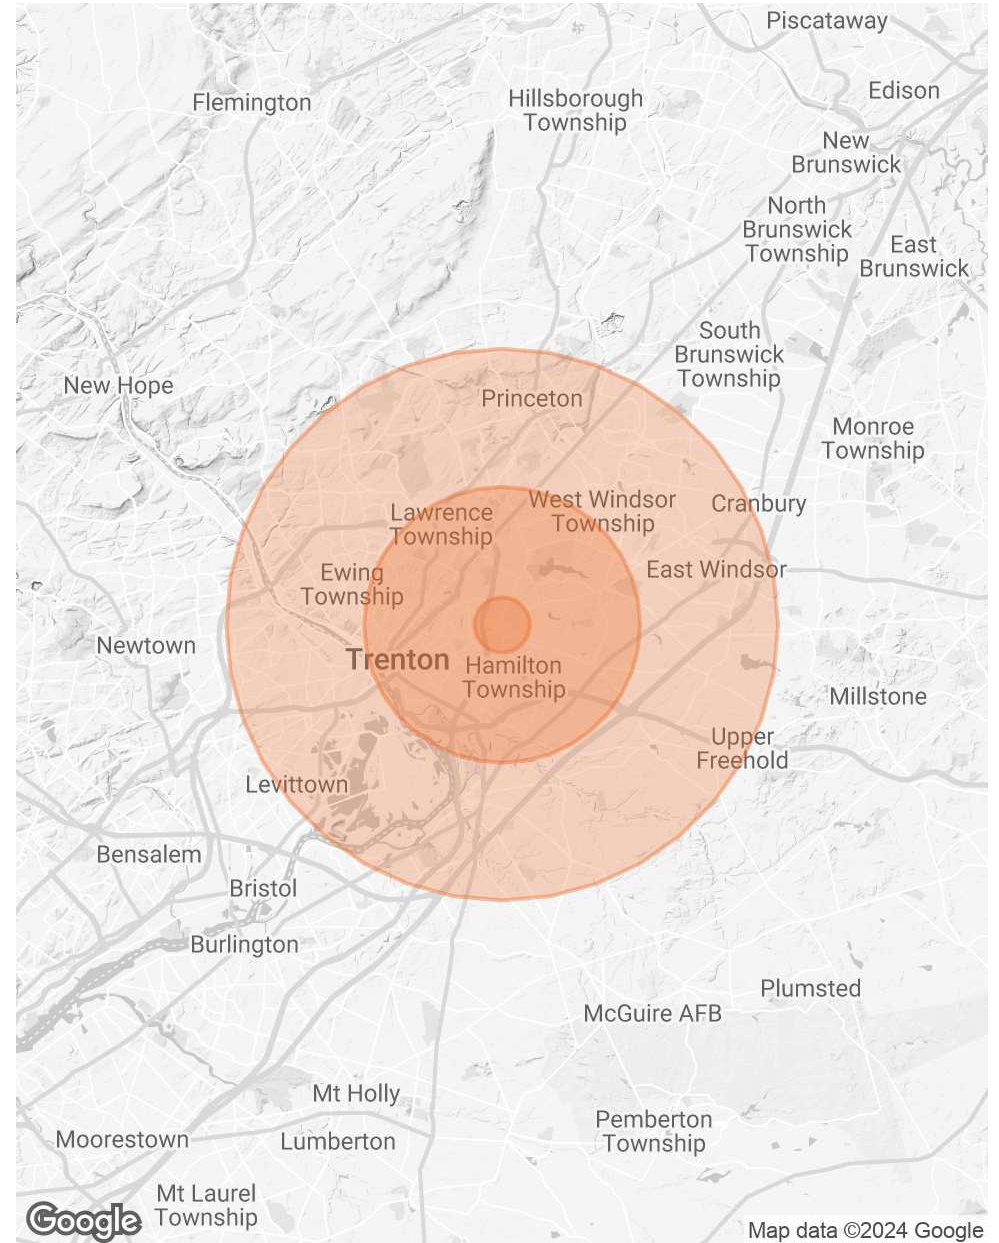 Piscataway
Edison
Flemington
Hillsborough
Township
New
Brunswick
North
Brunswick
Township
East
Brunswick
South
Brunswick
Township
New Hope
Princeton
Monroe
Township
West Windsor
Township
Cranbury
Lawrence
Township
East Windsor
Ewing
Township
Newtown
Trenton
Hamilton
Township
Millstone
Upper
Freehold
Levittown
Bensalem
Bristol
Burlington
Plumsted
McGuire AFB
Mt Holly
Pemberton
Township
Moorestown
Lumberton
Mt Laurel
Township
Google
Map data ©2024 Google